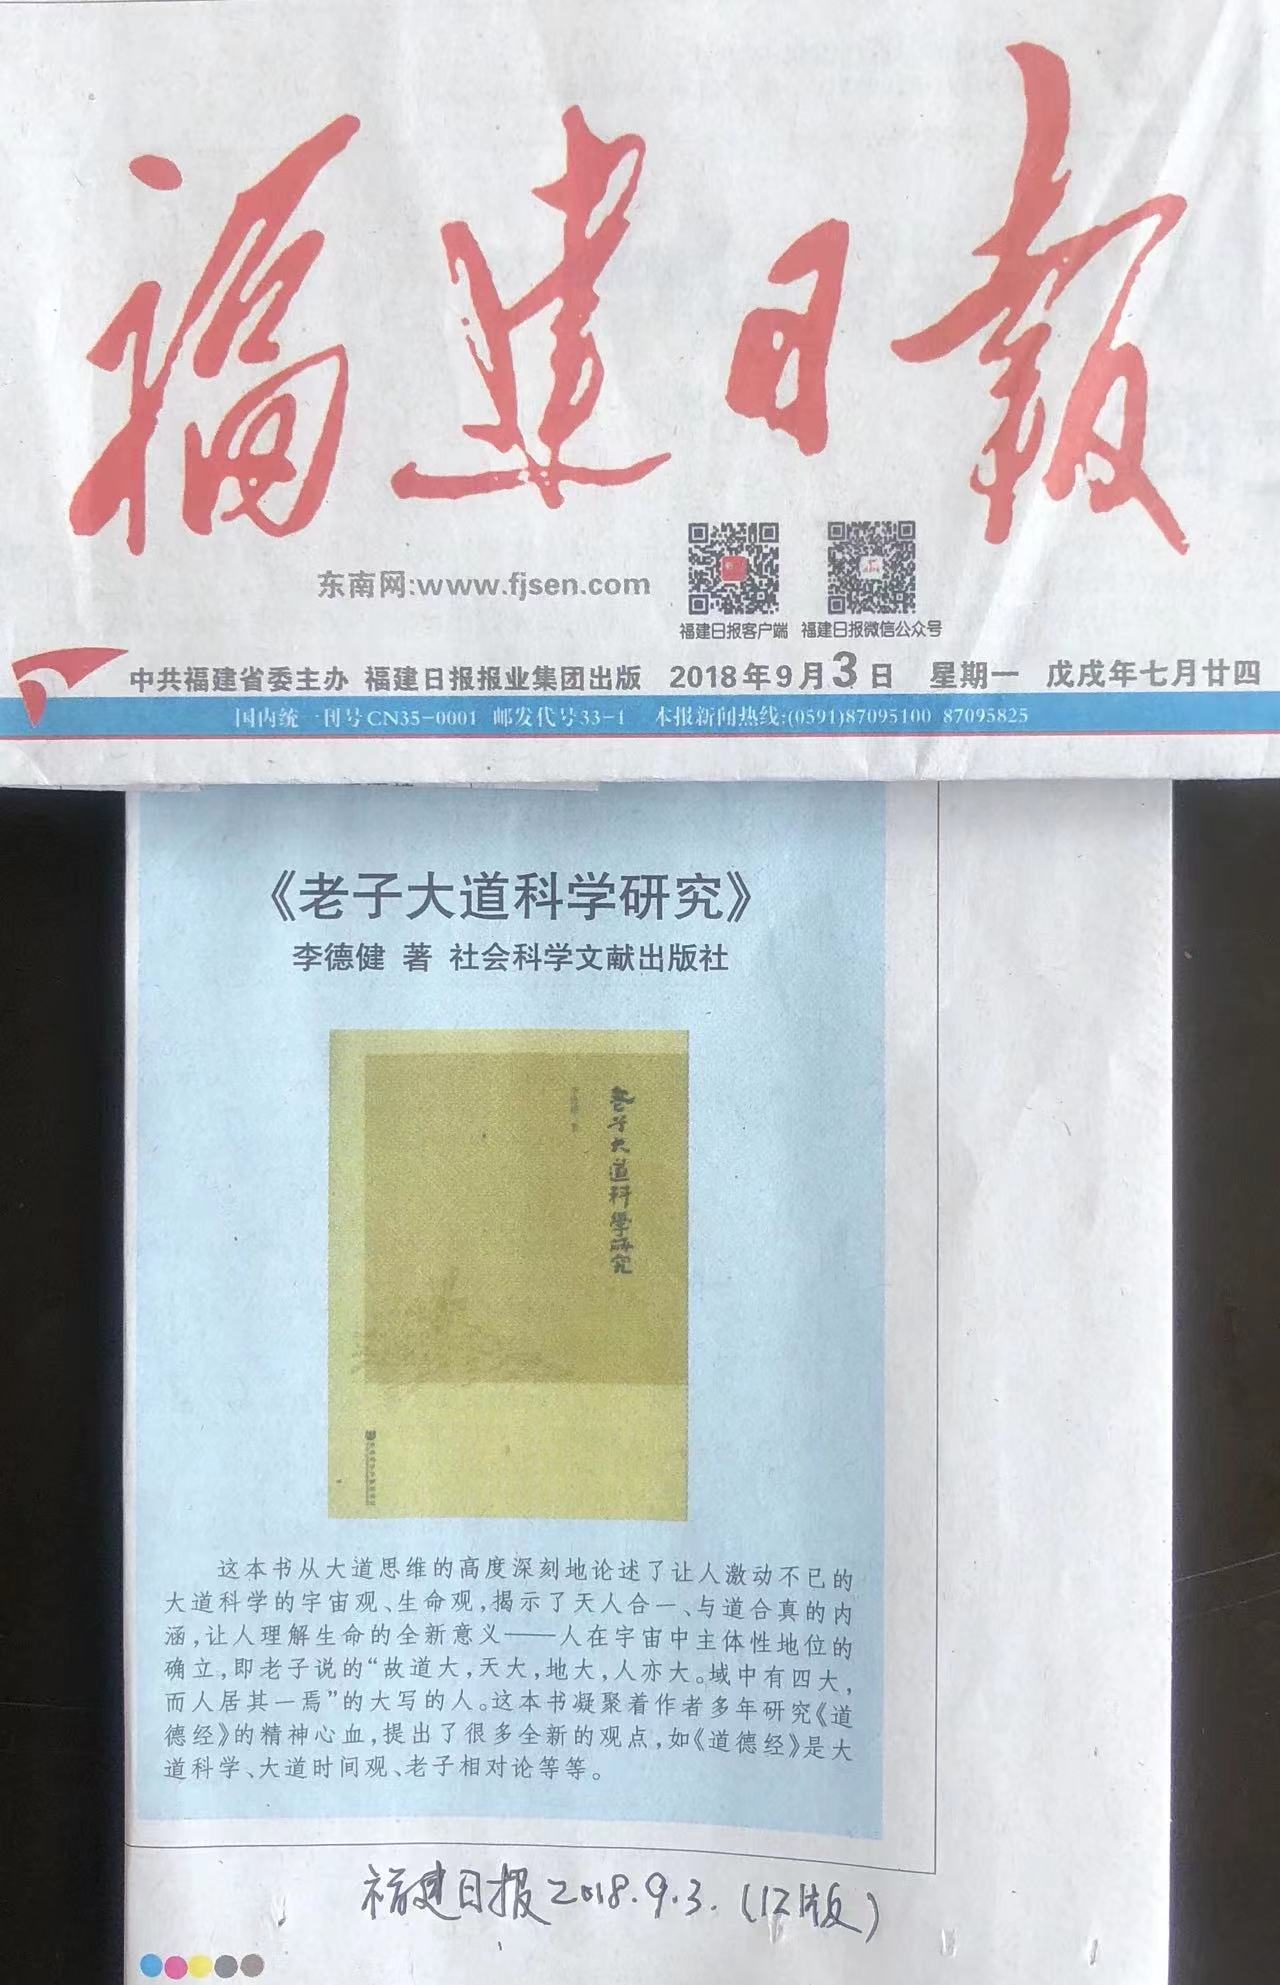 福建日报
东南网:www.fjsen.com
福建日报客户端 福建日报微信公众号
中共福建省委主办 福建日报报业集团出版 2018年9月3日 星期一 戊戌年七月廿四
国内统一刊号CN35-0001 邮发代号33-1 本报新闻热线:(0591)87095100 87095825
《老子大道科学研究》
李德健 著 社会科学文献出版社
老子大道科學研究
这本书从大道思维的高度深刻地论述了让人激动不已的
大道科学的宇宙观、生命观，揭示了天人合一、与道合真的内
涵，让人理解生命的全新意义——人在宇宙中主体性地位的
确立，即老子说的“故道大，天大，地大，人亦大。域中有四大，
而人居其一焉”的大写的人。这本书凝聚着作者多年研究《道
德经》的精神心血，提出了很多全新的观点，如《道德经》是大
道科学、大道时间观、老子相对论等等。
福建日报2018.9.3.（12版）